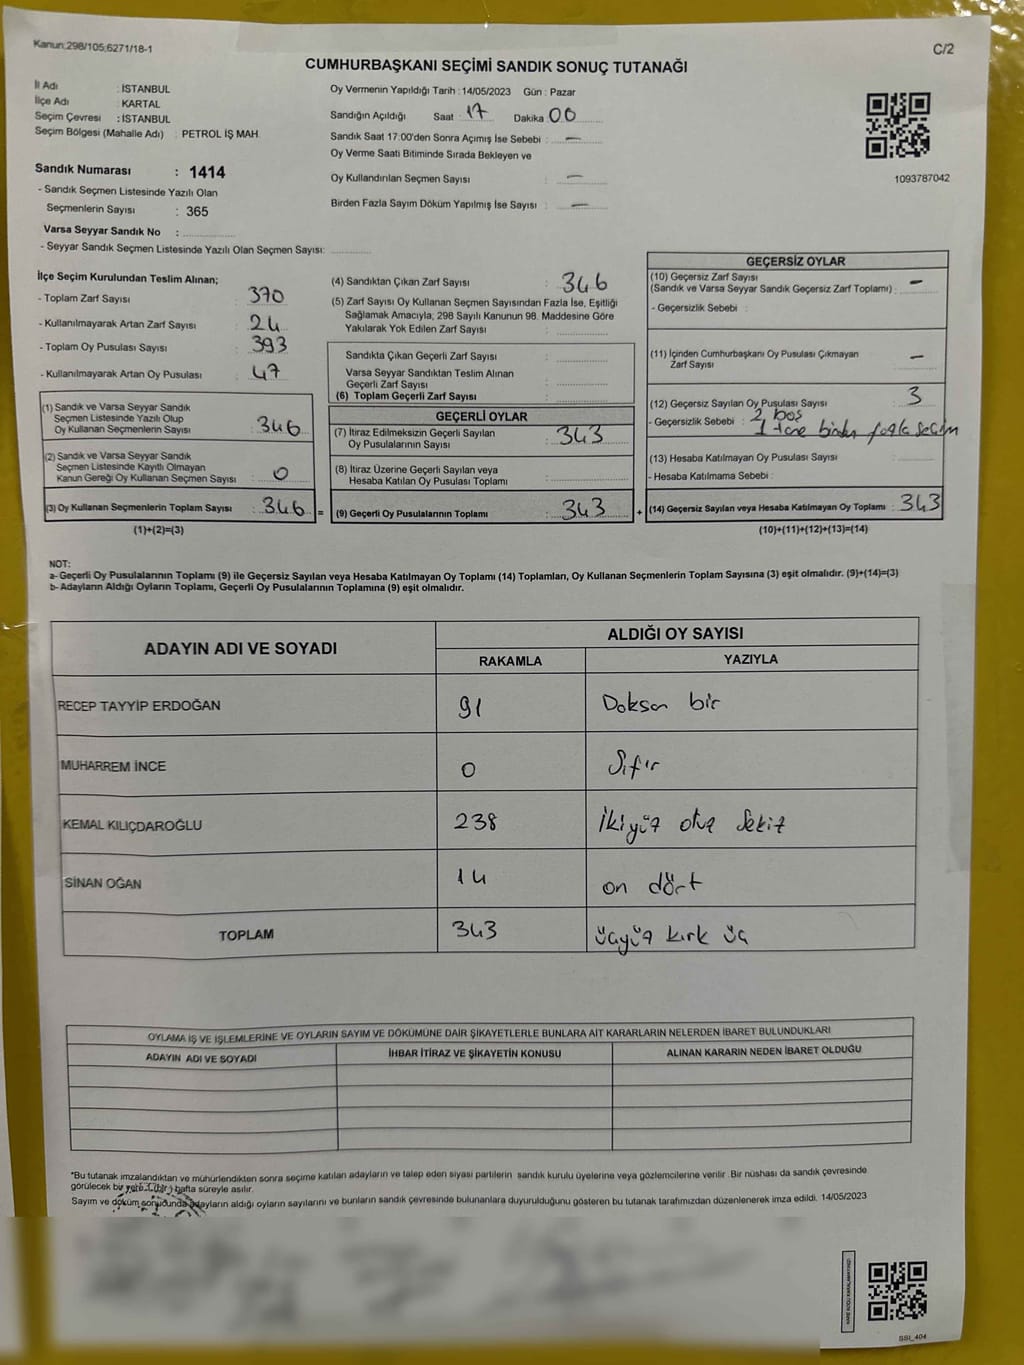 Kanun:298/105;6271/18-1
C/2
CUMHURBAŞKANI SEÇİMİ SANDIK SONUÇ TUTANAĞI
İl Adı : İSTANBUL
İlçe Adı : KARTAL
Seçim Çevresi : İSTANBUL
Seçim Bölgesi (Mahalle Adı) : PETROL İŞ MAH.
Sandık Numarası : 1414
- Sandık Seçmen Listesinde Yazılı Olan
Seçmenlerin Sayısı : 365
Varsa Seyyar Sandık No :
- Seyyar Sandık Seçmen Listesinde Yazılı Olan Seçmen Sayısı:
Oy Vermenin Yapıldığı Tarih : 14/05/2023 Gün : Pazar
Sandığın Açıldığı Saat : 17 Dakika 00
Sandık Saat 17:00'den Sonra Açımış İse Sebebi : —
Oy Verme Saati Bitiminde Sırada Bekleyen ve
Oy Kullandırılan Seçmen Sayısı : —
Birden Fazla Sayım Döküm Yapılmış İse Sayısı : —
1093787042
İlçe Seçim Kurulundan Teslim Alınan;
- Toplam Zarf Sayısı : 370
- Kullanılmayarak Artan Zarf Sayısı : 24
- Toplam Oy Pusulası Sayısı : 393
- Kullanılmayarak Artan Oy Pusulası : 47
(1) Sandık ve Varsa Seyyar Sandık
Seçmen Listesinde Yazılı Olup
Oy Kullanan Seçmenlerin Sayısı : 346
(2) Sandık ve Varsa Seyyar Sandık
Seçmen Listesinde Kayıtlı Olmayan
Kanun Gereği Oy Kullanan Seçmen Sayısı : 0
(3) Oy Kullanan Seçmenlerin Toplam Sayısı : 346 =
(1)+(2)=(3)
(4) Sandıktan Çıkan Zarf Sayısı : 346
(5) Zarf Sayısı Oy Kullanan Seçmen Sayısından Fazla İse, Eşitliği
Sağlamak Amacıyla; 298 Sayılı Kanunun 98. Maddesine Göre
Yakılarak Yok Edilen Zarf Sayısı :
Sandıkta Çıkan Geçerli Zarf Sayısı :
Varsa Seyyar Sandıktan Teslim Alınan
Geçerli Zarf Sayısı :
(6) Toplam Geçerli Zarf Sayısı :
GEÇERLİ OYLAR
(7) İtiraz Edilmeksizin Geçerli Sayılan
Oy Pusulalarının Sayısı : 343
(8) İtiraz Üzerine Geçerli Sayılan veya
Hesaba Katılan Oy Pusulası Toplamı :
(9) Geçerli Oy Pusulalarının Toplamı : 343 +
GEÇERSİZ OYLAR
(10) Geçersiz Zarf Sayısı
(Sandık ve Varsa Seyyar Sandık Geçersiz Zarf Toplamı) : —
- Geçersizlik Sebebi :
(11) İçinden Cumhurbaşkanı Oy Pusulası Çıkmayan
Zarf Sayısı : —
(12) Geçersiz Sayılan Oy Pusulası Sayısı : 3
- Geçersizlik Sebebi : 2 boş
1 tane birden fazla seçim
(13) Hesaba Katılmayan Oy Pusulası Sayısı :
- Hesaba Katılmama Sebebi :
(14) Geçersiz Sayılan veya Hesaba Katılmayan Oy Toplamı : 343
(10)+(11)+(12)+(13)=(14)
NOT:
a- Geçerli Oy Pusulalarının Toplamı (9) ile Geçersiz Sayılan veya Hesaba Katılmayan Oy Toplamı (14) Toplamları, Oy Kullanan Seçmenlerin Toplam Sayısına (3) eşit olmalıdır. (9)+(14)=(3)
b- Adayların Aldığı Oyların Toplamı, Geçerli Oy Pusulalarının Toplamına (9) eşit olmalıdır.
ADAYIN ADI VE SOYADI
ALDIĞI OY SAYISI
RAKAMLA YAZIYLA
RECEP TAYYİP ERDOĞAN 91 Doksan bir
MUHARREM İNCE 0 Sıfır
KEMAL KILIÇDAROĞLU 238 İkiyüz otuz Sekiz
SİNAN OĞAN 14 on dört
TOPLAM 343 üçyüz kırk üç
OYLAMA İŞ VE İŞLEMLERİNE VE OYLARIN SAYIM VE DÖKÜMÜNE DAİR ŞİKAYETLERLE BUNLARA AİT KARARLARIN NELERDEN İBARET BULUNDUKLARI
ADAYIN ADI VE SOYADI İHBAR İTİRAZ VE ŞİKAYETİN KONUSU ALINAN KARARIN NEDEN İBARET OLDUĞU
*Bu tutanak imzalandıktan ve mühürlendikten sonra seçime katılan adayların ve talep eden siyasi partilerin sandık kurulu üyelerine veya gözlemcilerine verilir. Bir nüshası da sandık çevresinde
görülecek bir yere 1 (bir) hafta süreyle asılır.
Sayım ve döküm sonucunda adayların aldığı oyların sayılarını ve bunların sandık çevresinde bulunanlara duyurulduğunu gösteren bu tutanak tarafımızdan düzenlenerek imza edildi. 14/05/2023
SSI_404